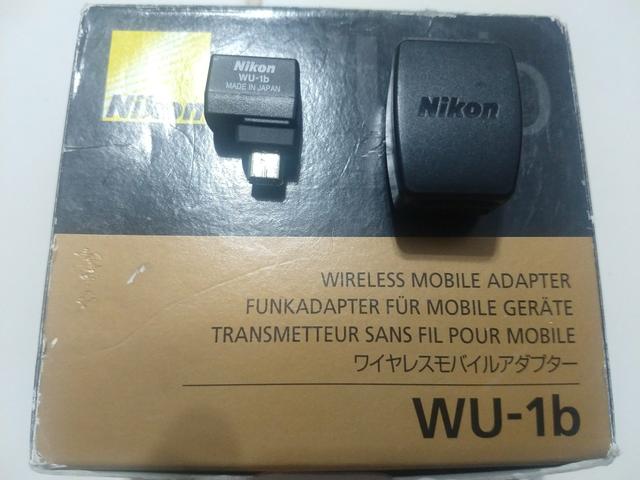 Nikon
Nikon
WU-1b
MADE IN JAPAN
Nikon
WIRELESS MOBILE ADAPTER
FUNKADAPTER FÜR MOBILE GERÄTE
TRANSMETTEUR SANS FIL POUR MOBILE
ワイヤレスモバイルアダプター
WU-1b